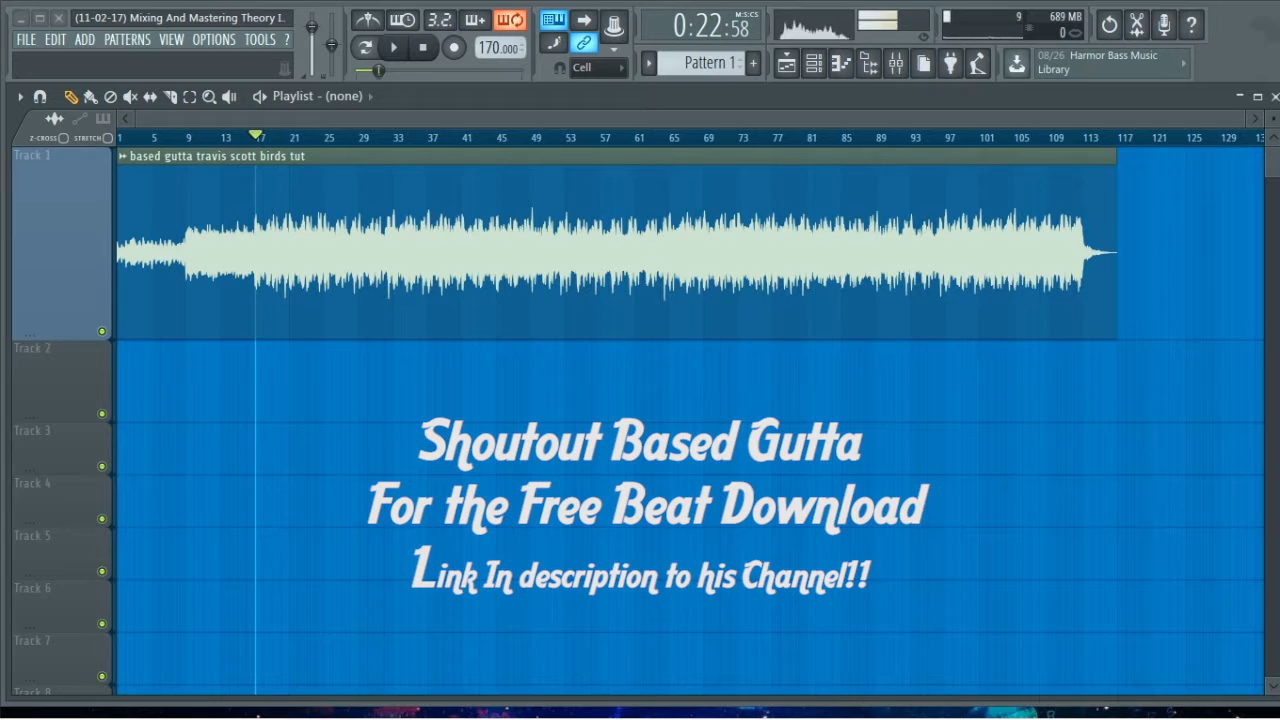 (11-02-17) Mixing And Mastering Theory I.
FILE EDIT ADD PATTERNS VIEW OPTIONS TOOLS ?
3.2.
170.000
0:22:58
M:S:CS
9
689 MB
0
Cell
Pattern 1
08/26 Harmor Bass Music
Library
Playlist - (none)
Z-CROSS STRETCH
1 5 9 13 17 21 25 29 33 37 41 45 49 53 57 61 65 69 73 77 81 85 89 93 97 101 105 109 113 117 121 125 129
Track 1
based gutta travis scott birds tut
Track 2
Track 3
Track 4
Track 5
Track 6
Track 7
Track 8
Shoutout Based Gutta
For the Free Beat Download
Link In description to his Channel!!